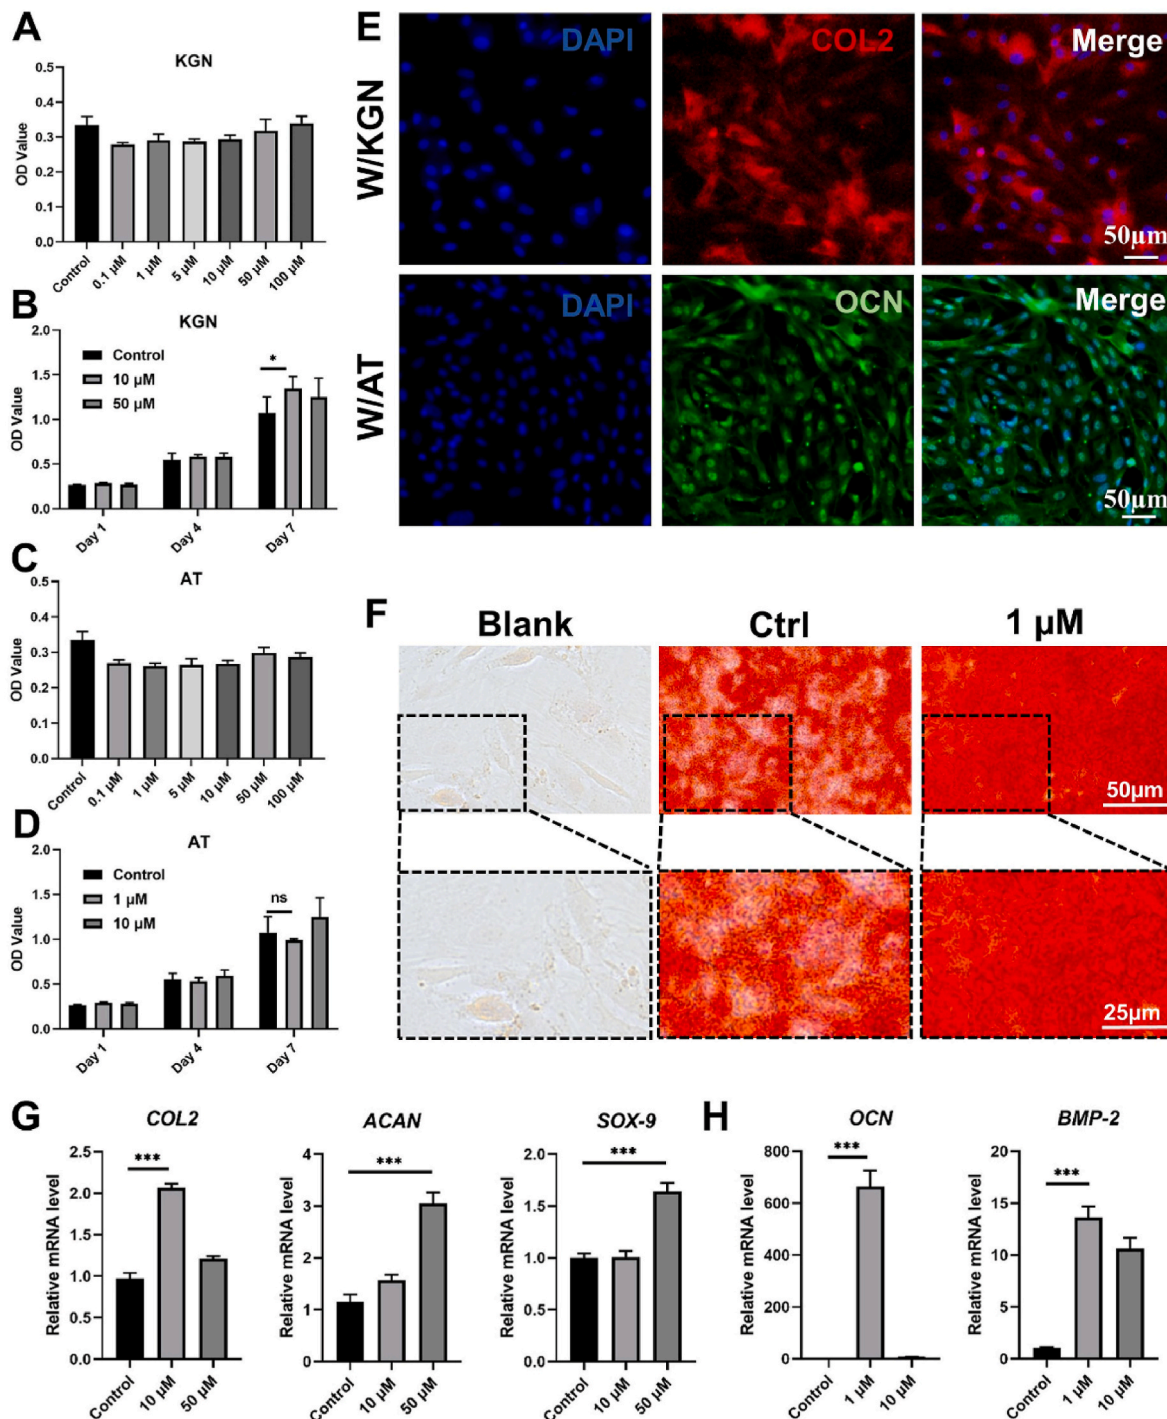 A
KGN
OD Value
0.5
0.4
0.3
0.2
0.1
0.0
Control
0.1 µM
1 µM
5 µM
10 µM
50 µM
100 µM
B
KGN
OD Value
2.0
1.5
1.0
0.5
0.0
Control
10 µM
50 µM
*
Day 1
Day 4
Day 7
C
AT
OD Value
0.5
0.4
0.3
0.2
0.1
0.0
Control
0.1 µM
1 µM
5 µM
10 µM
50 µM
100 µM
D
AT
OD Value
2.0
1.5
1.0
0.5
0.0
Control
1 µM
10 µM
ns
Day 1
Day 4
Day 7
E
W/KGN
DAPI
COL2
Merge
50µm
W/AT
DAPI
OCN
Merge
50µm
F
Blank
Ctrl
1 µM
50µm
25µm
G
COL2
Relative mRNA level
2.5
2.0
1.5
1.0
0.5
0.0
***
Control
10 µM
50 µM
ACAN
Relative mRNA level
4
3
2
1
0
***
Control
10 µM
50 µM
SOX-9
Relative mRNA level
2.0
1.5
1.0
0.5
0.0
***
Control
10 µM
50 µM
H
OCN
Relative mRNA level
800
600
400
200
0
***
Control
1 µM
10 µM
BMP-2
Relative mRNA level
20
15
10
5
0
***
Control
1 µM
10 µM